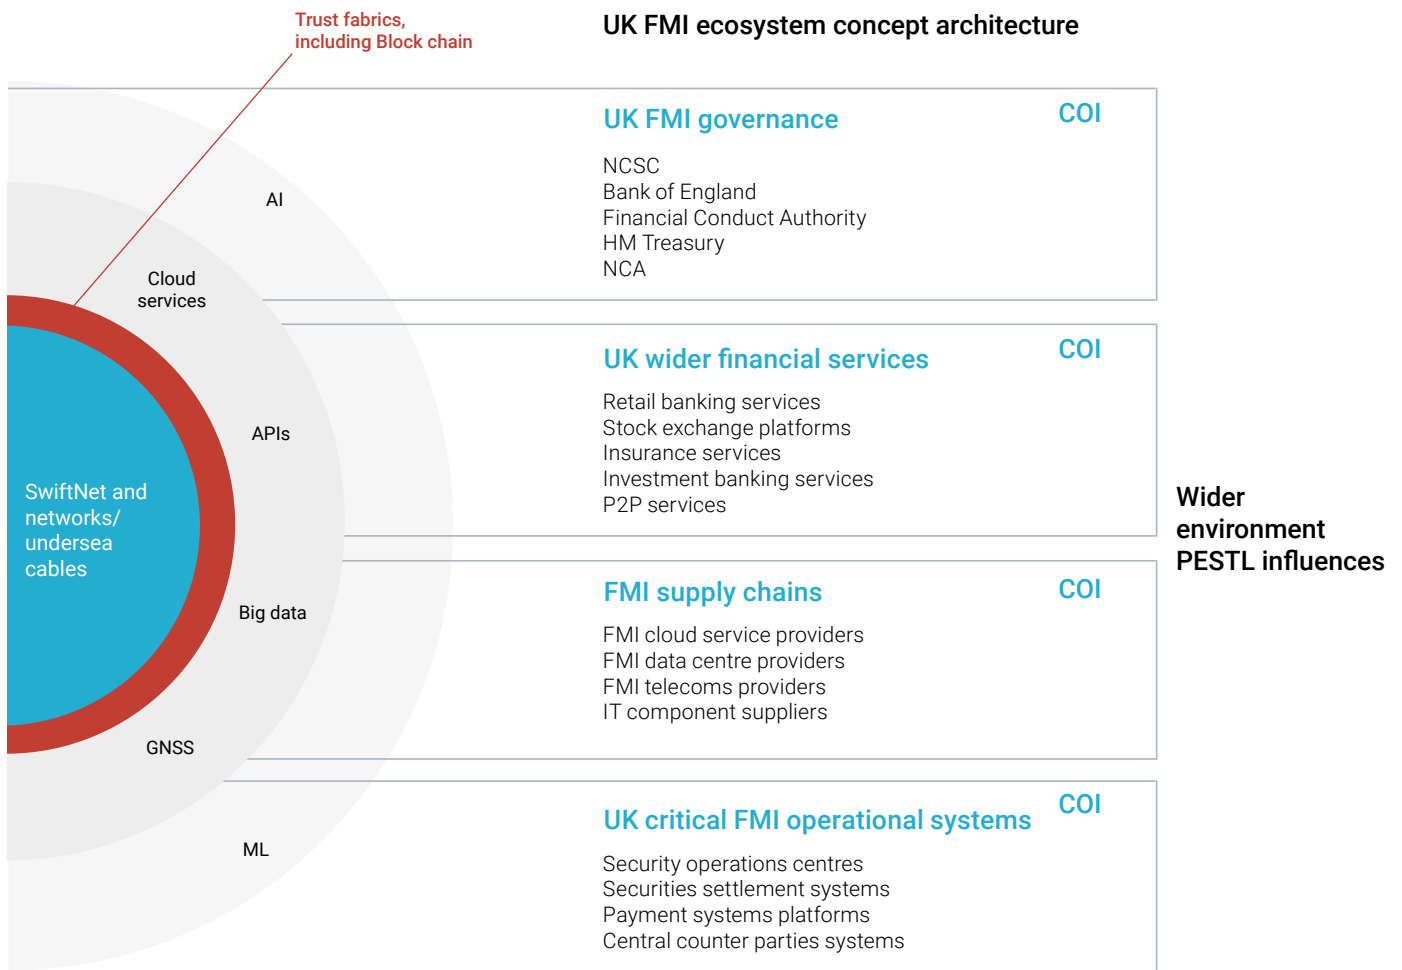 Trust fabrics,
including Block chain
UK FMI ecosystem concept architecture
UK FMI governance
COI
NCSC
Bank of England
Financial Conduct Authority
HM Treasury
NCA
AI
Cloud
services
UK wider financial services
COI
Retail banking services
Stock exchange platforms
Insurance services
Investment banking services
P2P services
APIs
SwiftNet and
networks/
undersea
cables
Wider
environment
PESTL influences
FMI supply chains
COI
FMI cloud service providers
FMI data centre providers
FMI telecoms providers
IT component suppliers
Big data
GNSS
UK critical FMI operational systems
COI
Security operations centres
Securities settlement systems
Payment systems platforms
Central counter parties systems
ML